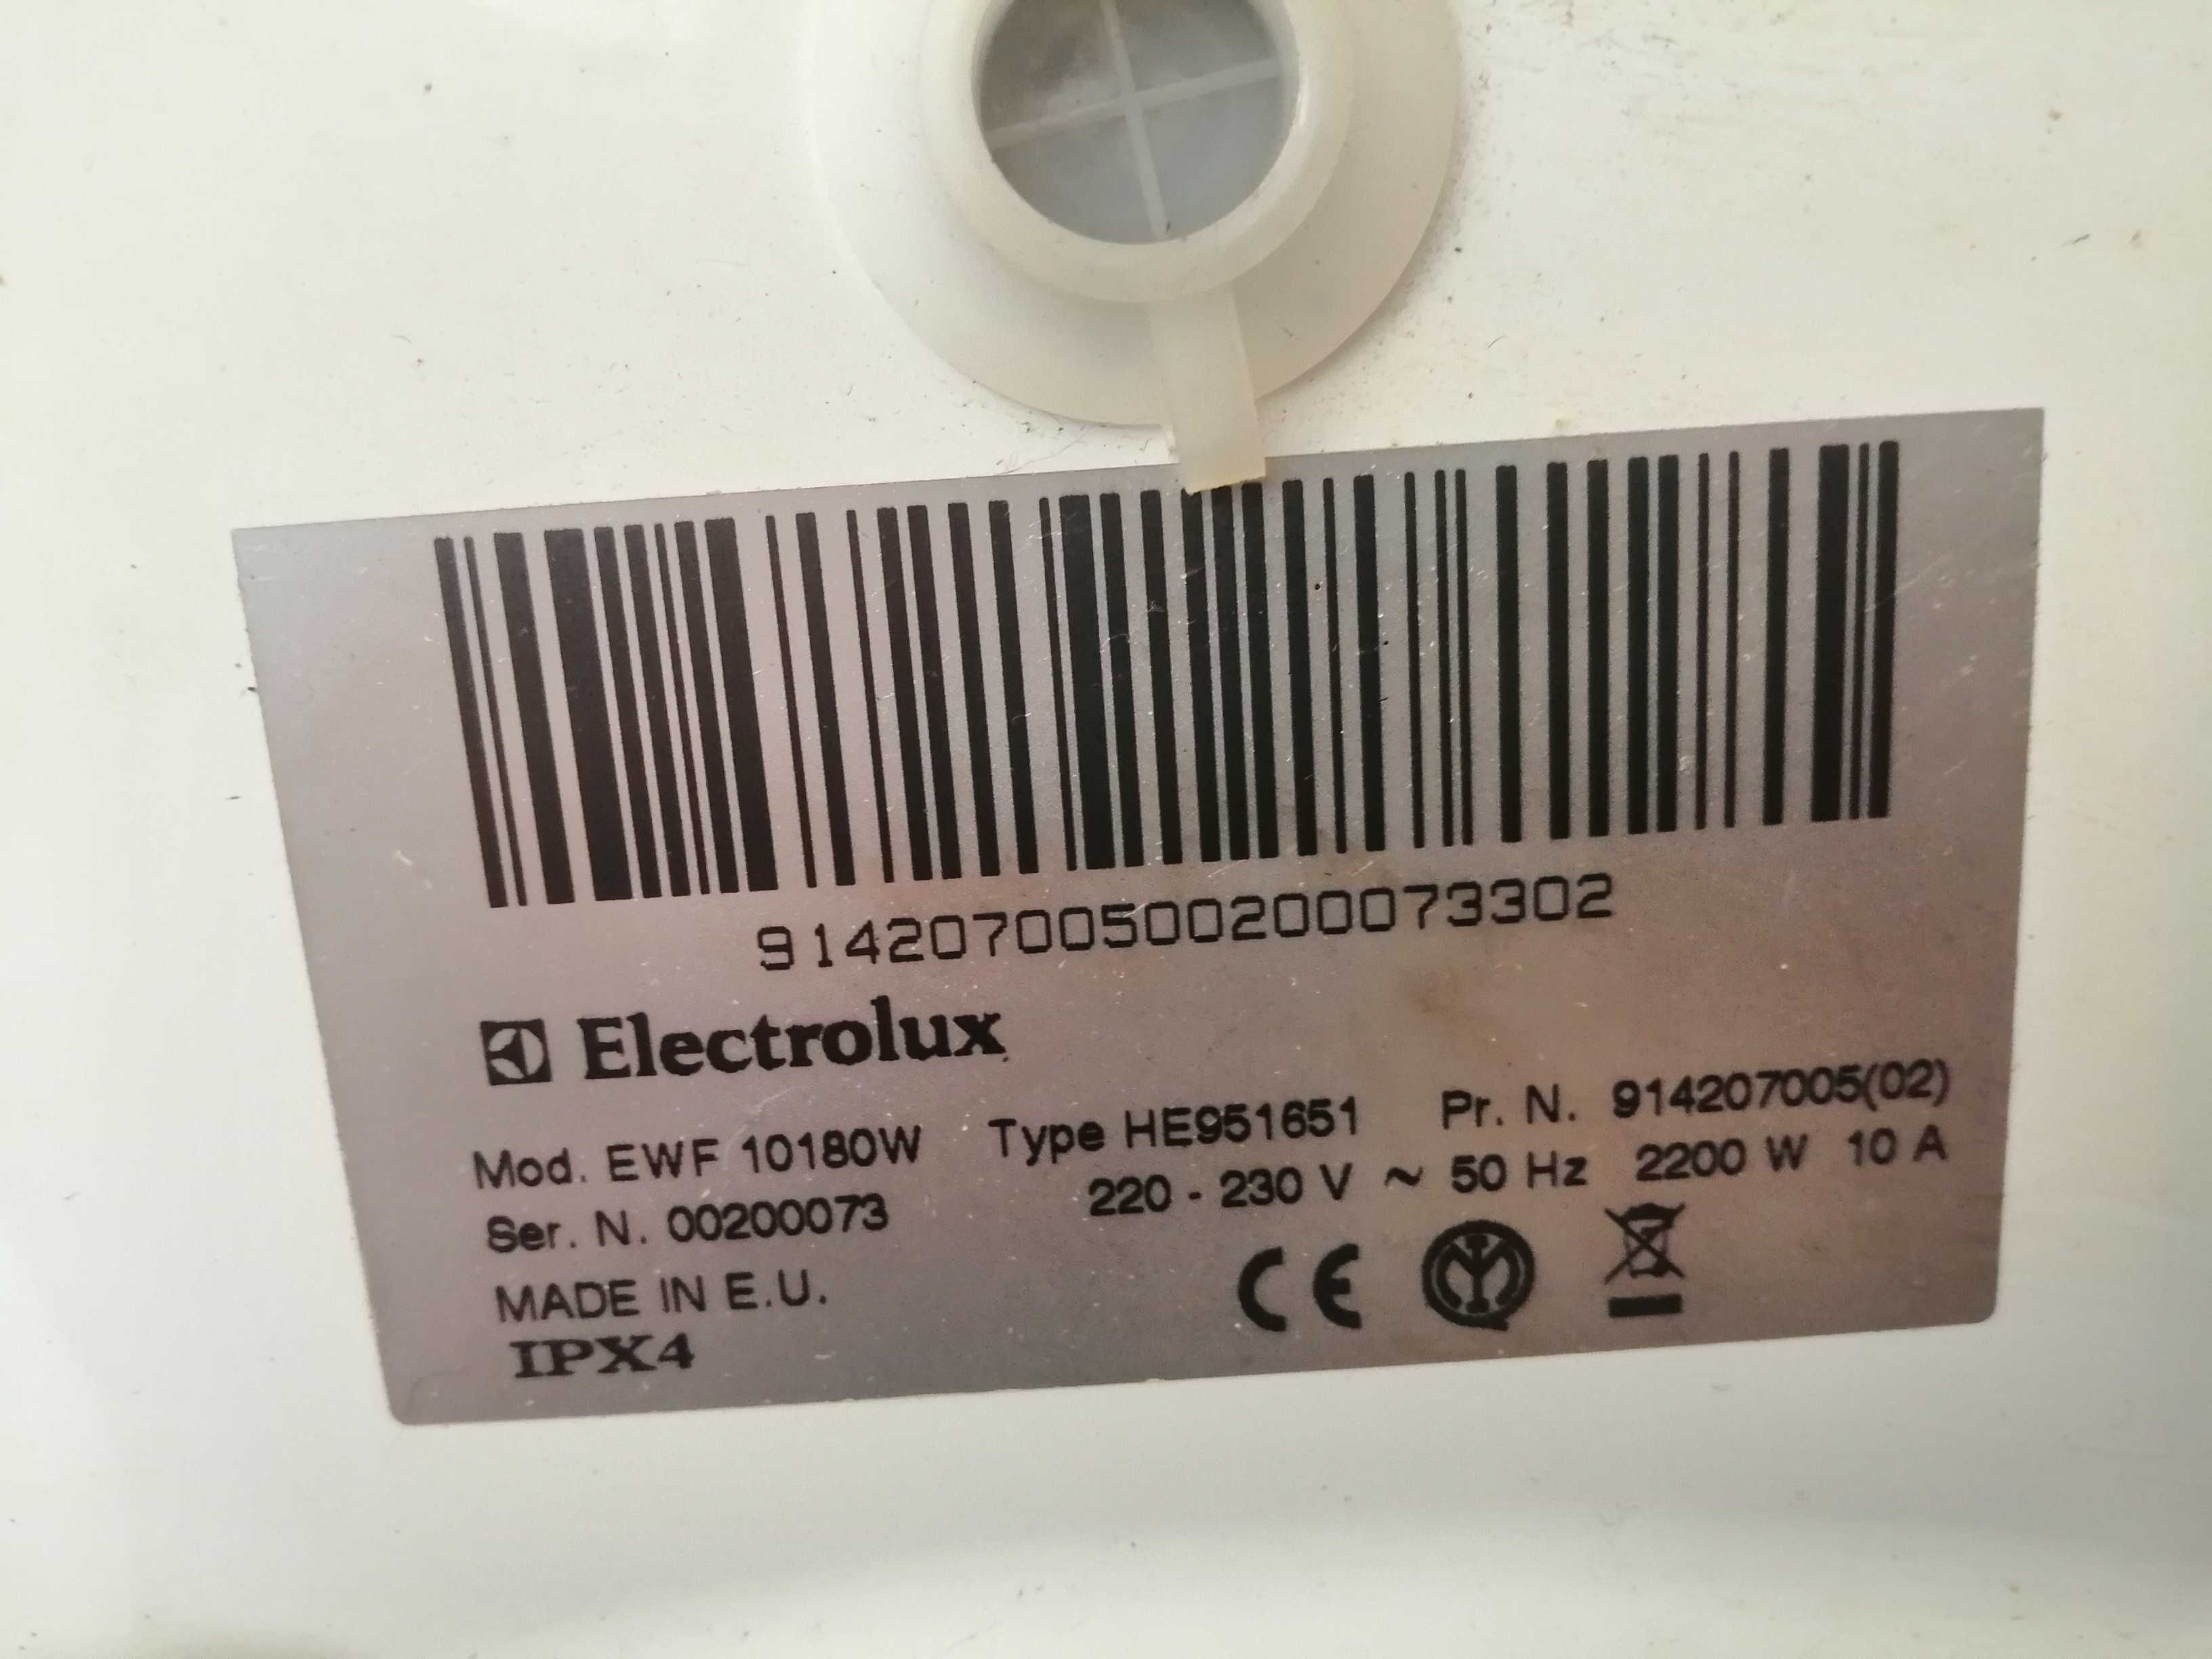 91420700500200073302
Electrolux
Mod. EWF 10180W Type HE951651 Pr. N. 914207005(02)
Ser. N. 00200073 220 - 230 V ~ 50 Hz 2200 W 10 A
MADE IN E.U.
IPX4
CE